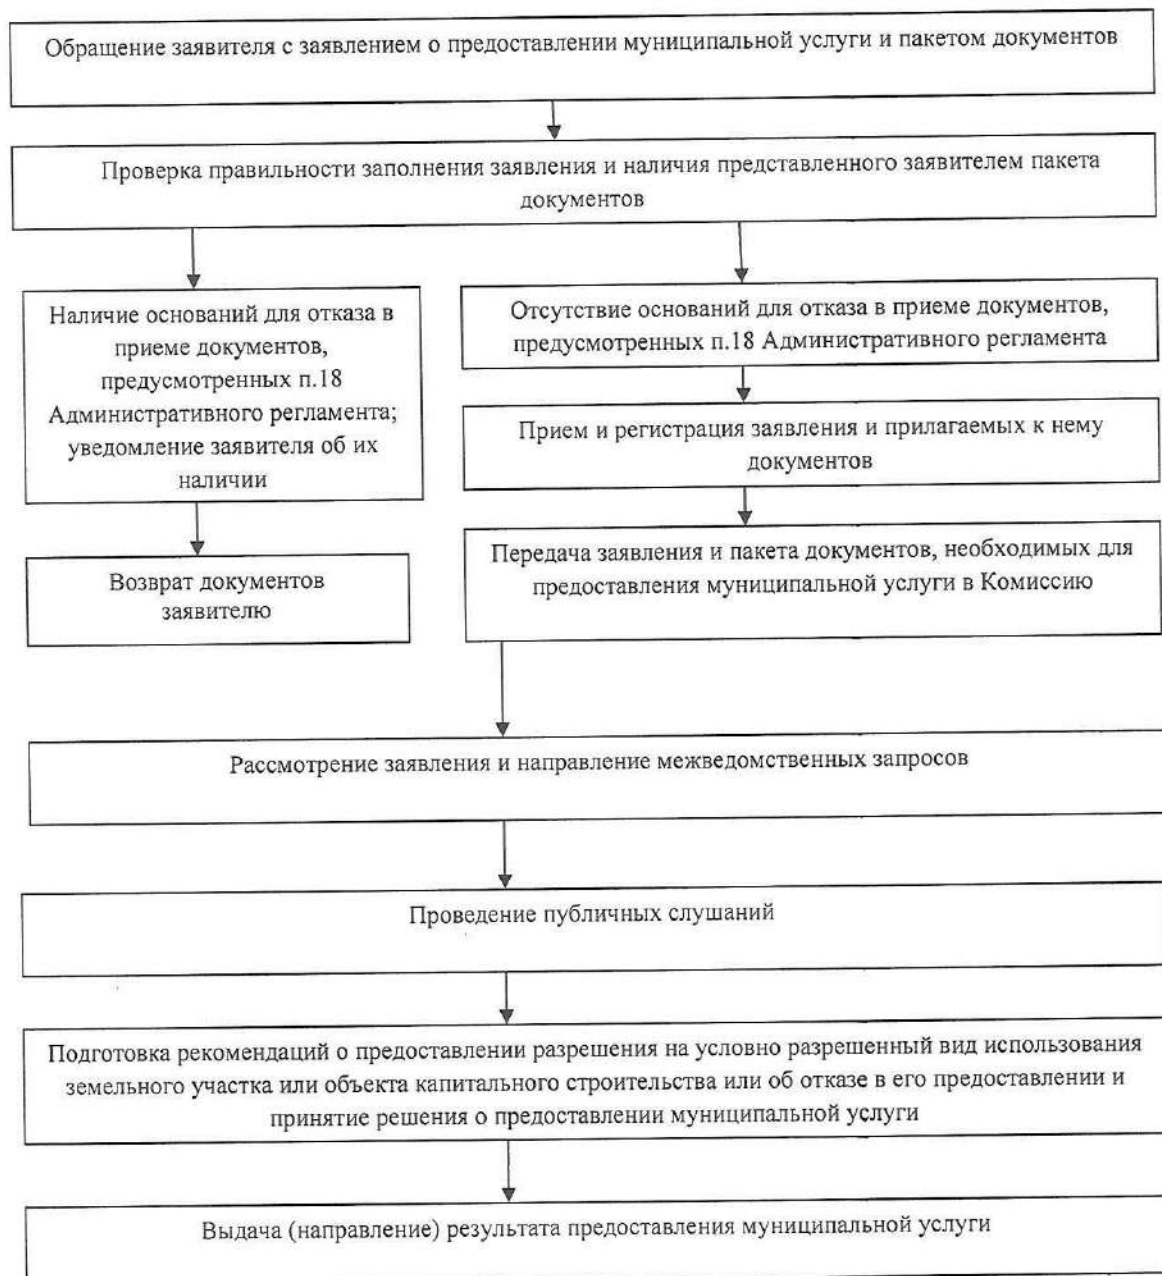 Обращение заявителя с заявлением о предоставлении муниципальной услуги и пакетом документов
Проверка правильности заполнения заявления и наличия представленного заявителем пакета
документов
Наличие оснований для отказа в
приеме документов,
предусмотренных п.18
Административного регламента;
уведомление заявителя об их
наличии
Возврат документов
заявителю
Отсутствие оснований для отказа в приеме документов,
предусмотренных п.18 Административного регламента
Прием и регистрация заявления и прилагаемых к нему
документов
Передача заявления и пакета документов, необходимых для
предоставления муниципальной услуги в Комиссию
Рассмотрение заявления и направление межведомственных запросов
Проведение публичных слушаний
Подготовка рекомендаций о предоставлении разрешения на условно разрешенный вид использования
земельного участка или объекта капитального строительства или об отказе в его предоставлении и
принятие решения о предоставлении муниципальной услуги
Выдача (направление) результата предоставления муниципальной услуги